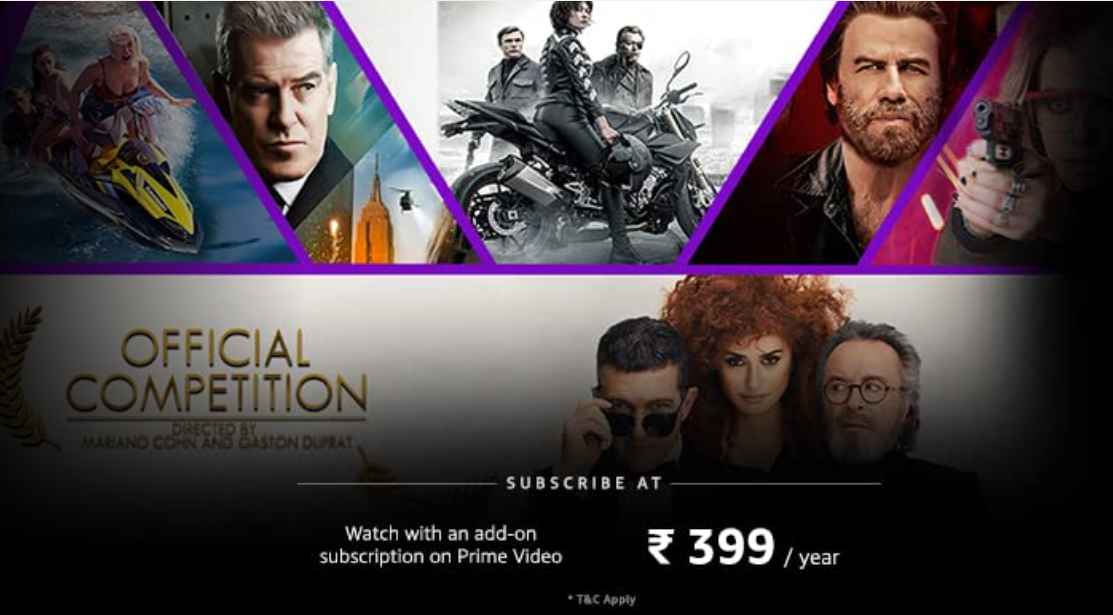 OFFICIAL
COMPETITION
DIRECTED BY
MARIANO COHN AND GASTON DUPRAT
SUBSCRIBE AT
Watch with an add-on
subscription on Prime Video
₹ 399 / year
* T&C Apply